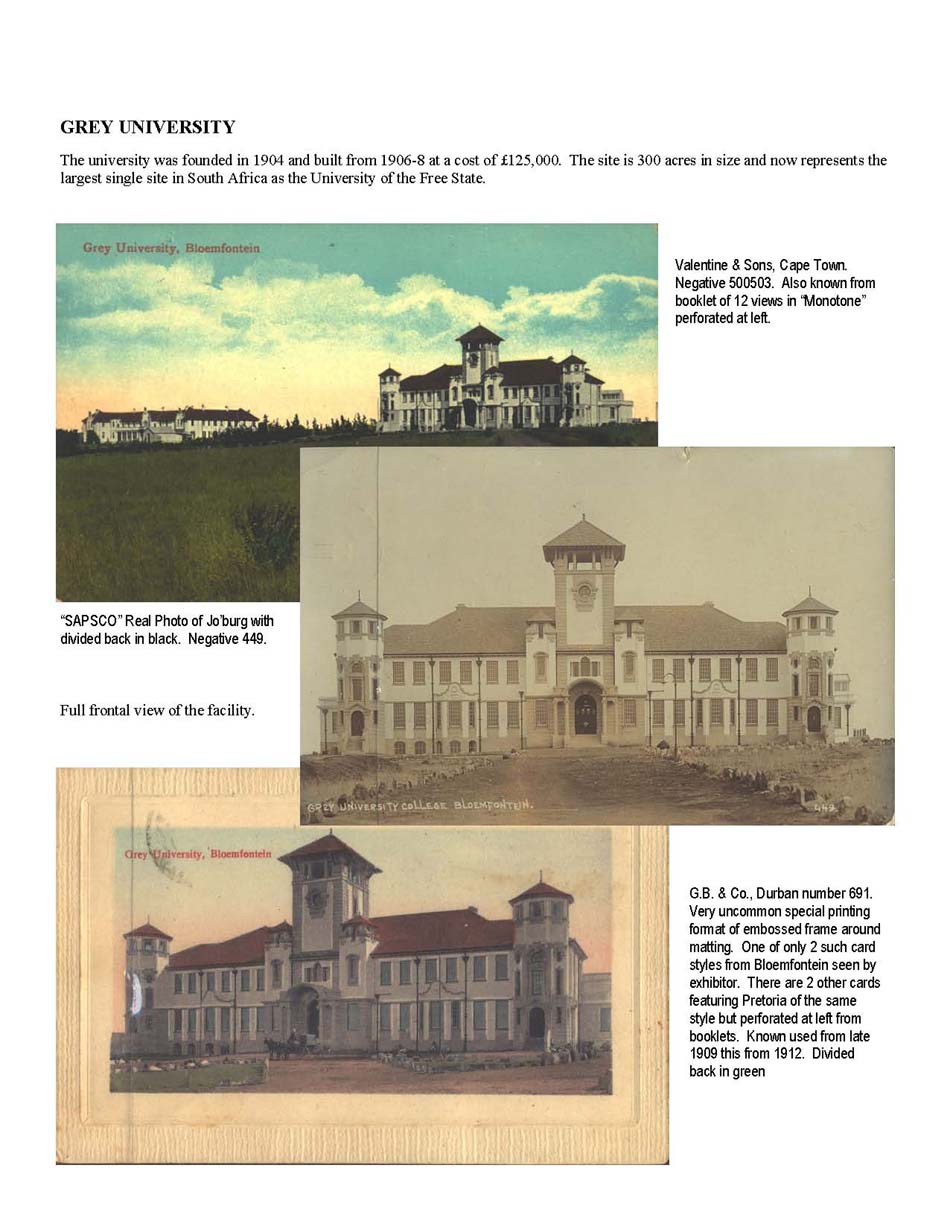 GREY UNIVERSITY
The university was founded in 1904 and built from 1906-8 at a cost of £125,000. The site is 300 acres in size and now represents the
largest single site in South Africa as the University of the Free State.
Grey University, Bloemfontein
Valentine & Sons, Cape Town.
Negative 500503. Also known from
booklet of 12 views in “Monotone”
perforated at left.
“SAPSCO” Real Photo of Jo’burg with
divided back in black. Negative 449.
Full frontal view of the facility.
GREY UNIVERSITY COLLEGE BLOEMFONTEIN.
449
Grey University, Bloemfontein
G.B. & Co., Durban number 691.
Very uncommon special printing
format of embossed frame around
matting. One of only 2 such card
styles from Bloemfontein seen by
exhibitor. There are 2 other cards
featuring Pretoria of the same
style but perforated at left from
booklets. Known used from late
1909 this from 1912. Divided
back in green